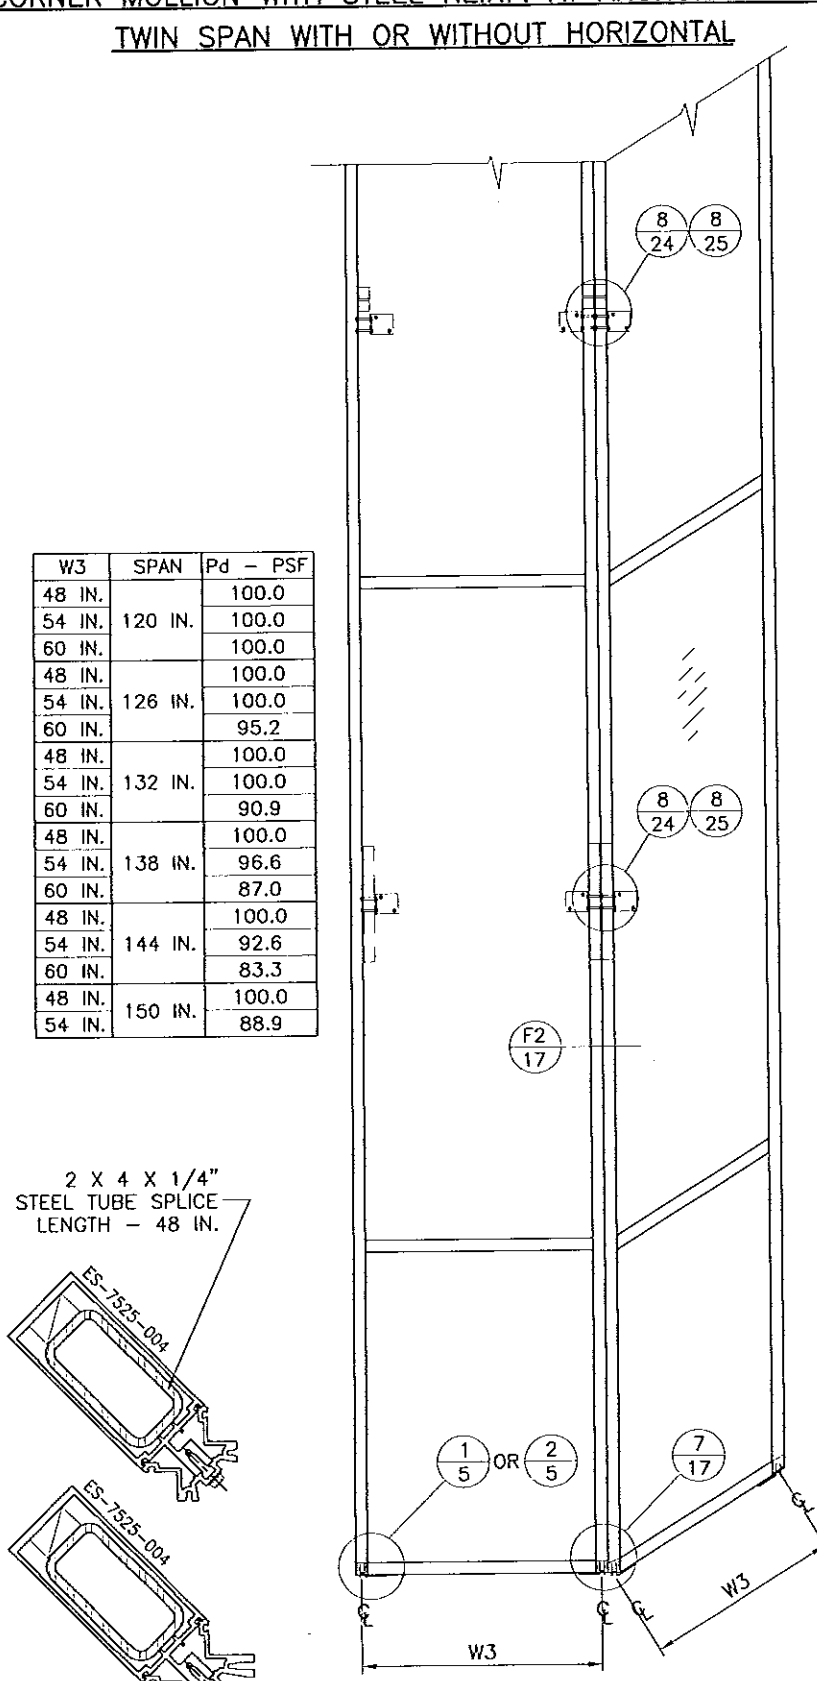 CORNER MULLION WITH STEEL
TWIN SPAN WITH OR WITHOUT HORIZONTAL
8 8
24 25
W3 SPAN Pd - PSF
48 IN. 100.0
54 IN. 120 IN. 100.0
60 IN. 100.0
48 IN. 100.0
54 IN. 126 IN. 100.0
60 IN. 95.2
48 IN. 100.0
54 IN. 132 IN. 100.0
60 IN. 90.9
48 IN. 100.0
54 IN. 138 IN. 96.6
60 IN. 87.0
48 IN. 100.0
54 IN. 144 IN. 92.6
60 IN. 83.3
48 IN. 150 IN. 100.0
54 IN. 88.9
8 8
24 25
F2
17
2 X 4 X 1/4"
STEEL TUBE SPLICE
LENGTH - 48 IN.
ES-7525-004
1 OR 2
5 5
7
17
ES-7525-004
W3
W3